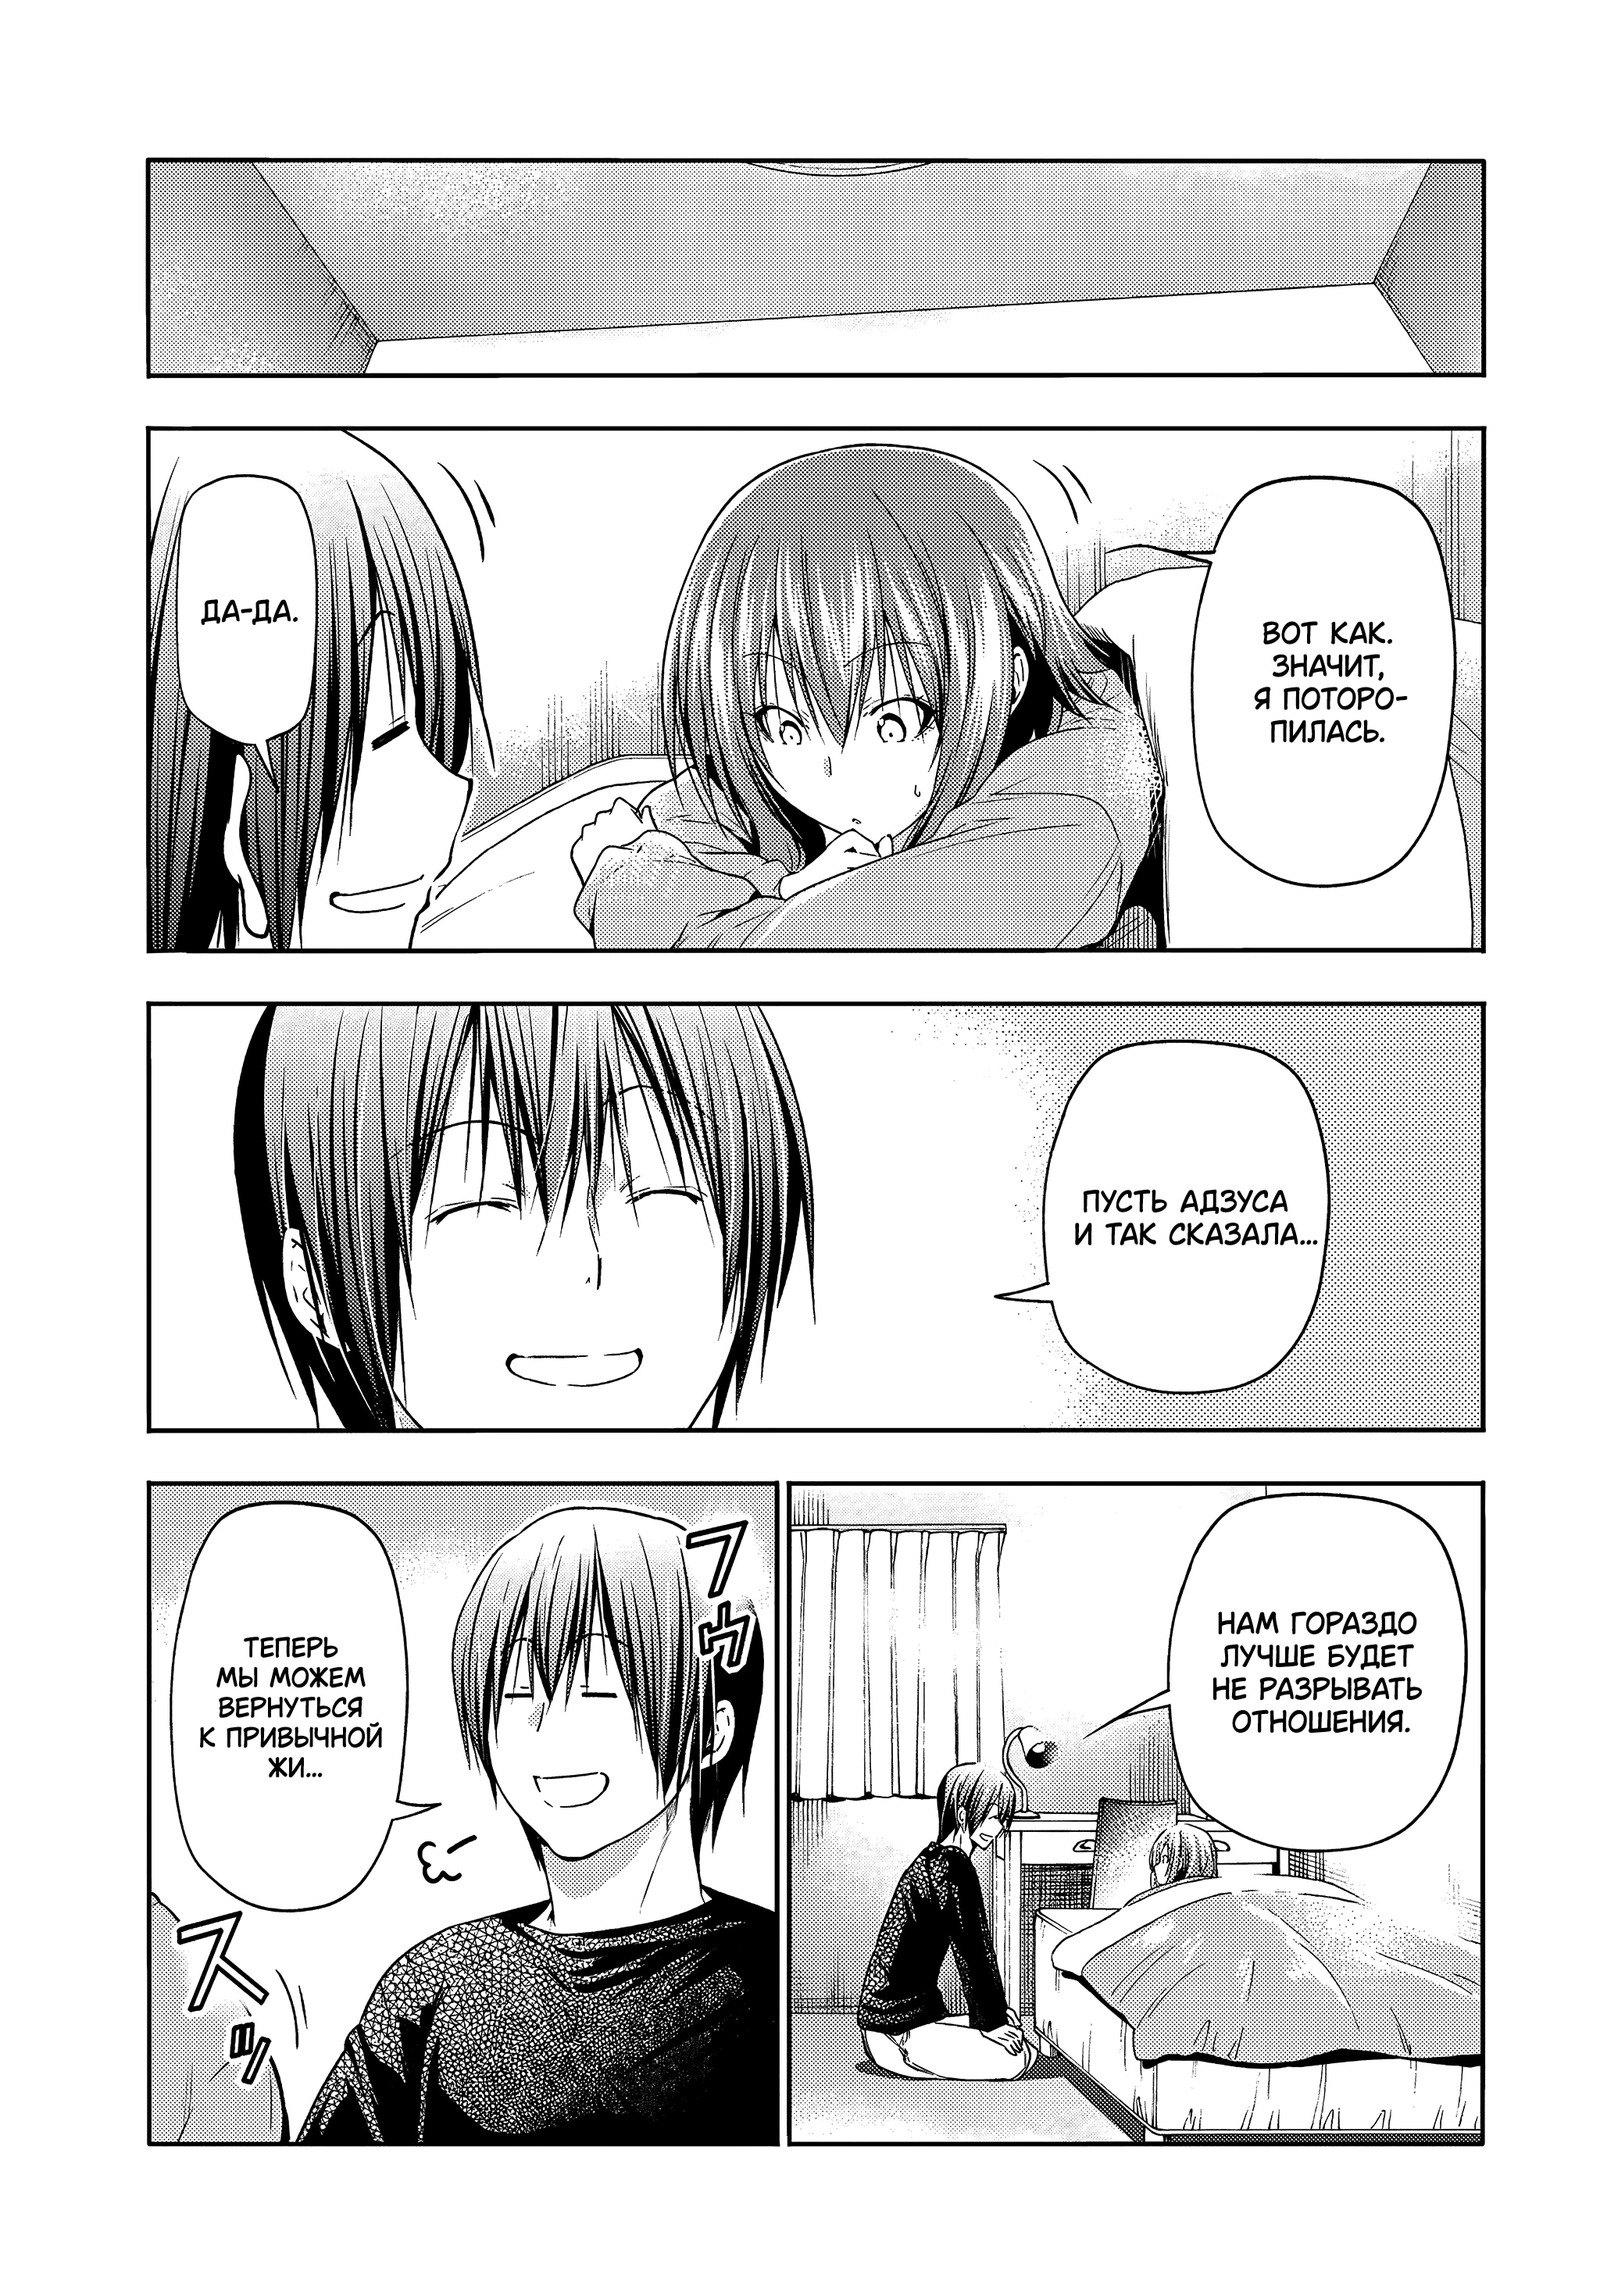 ВОТ КАК.
ЗНАЧИТ,
Я ПОТОРО-
ПИЛАСЬ.
ДА-ДА.
ПУСТЬ АДЗУСА
И ТАК СКАЗАЛА...
НАМ ГОРАЗДО
ЛУЧШЕ БУДЕТ
НЕ РАЗРЫВАТЬ
ОТНОШЕНИЯ.
フゥ
ТЕПЕРЬ
МЫ МОЖЕМ
ВЕРНУТЬСЯ
К ПРИВЫЧНОЙ
ЖИ...
スッ